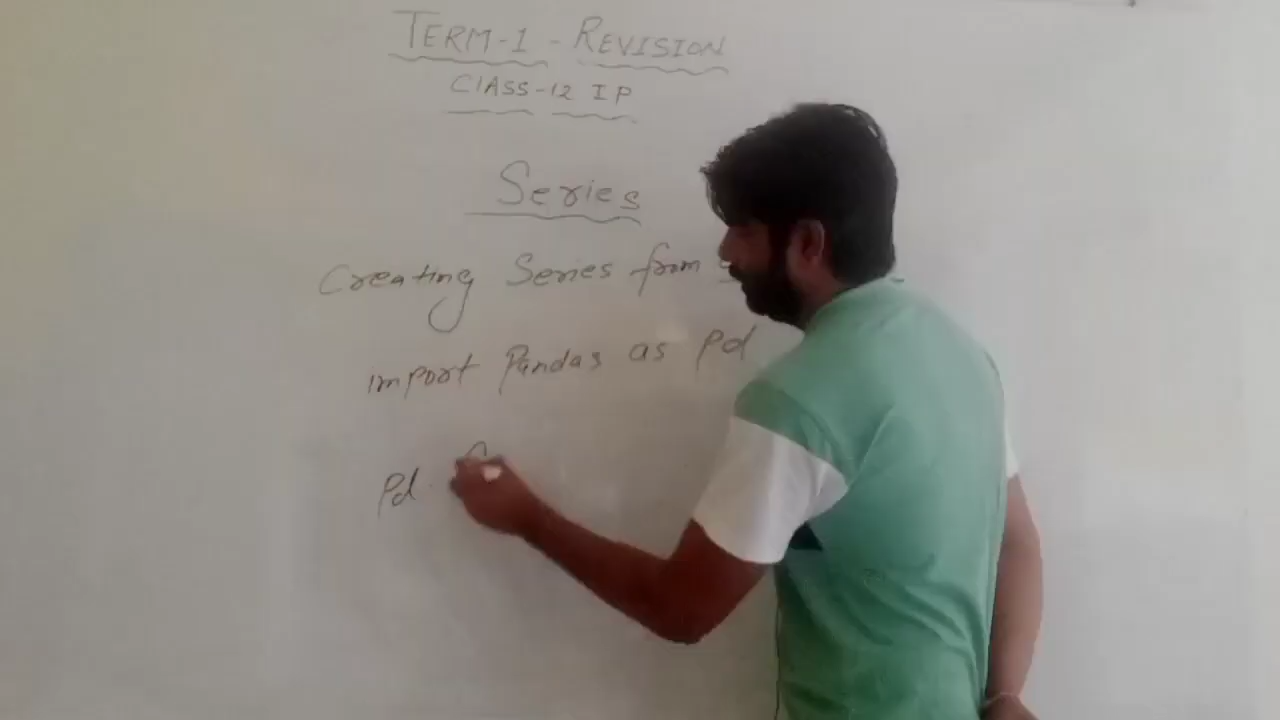 TERM-1 - REVISION
CLASS-12 IP
Series
Creating Series from
import Pandas as pd
Pd.